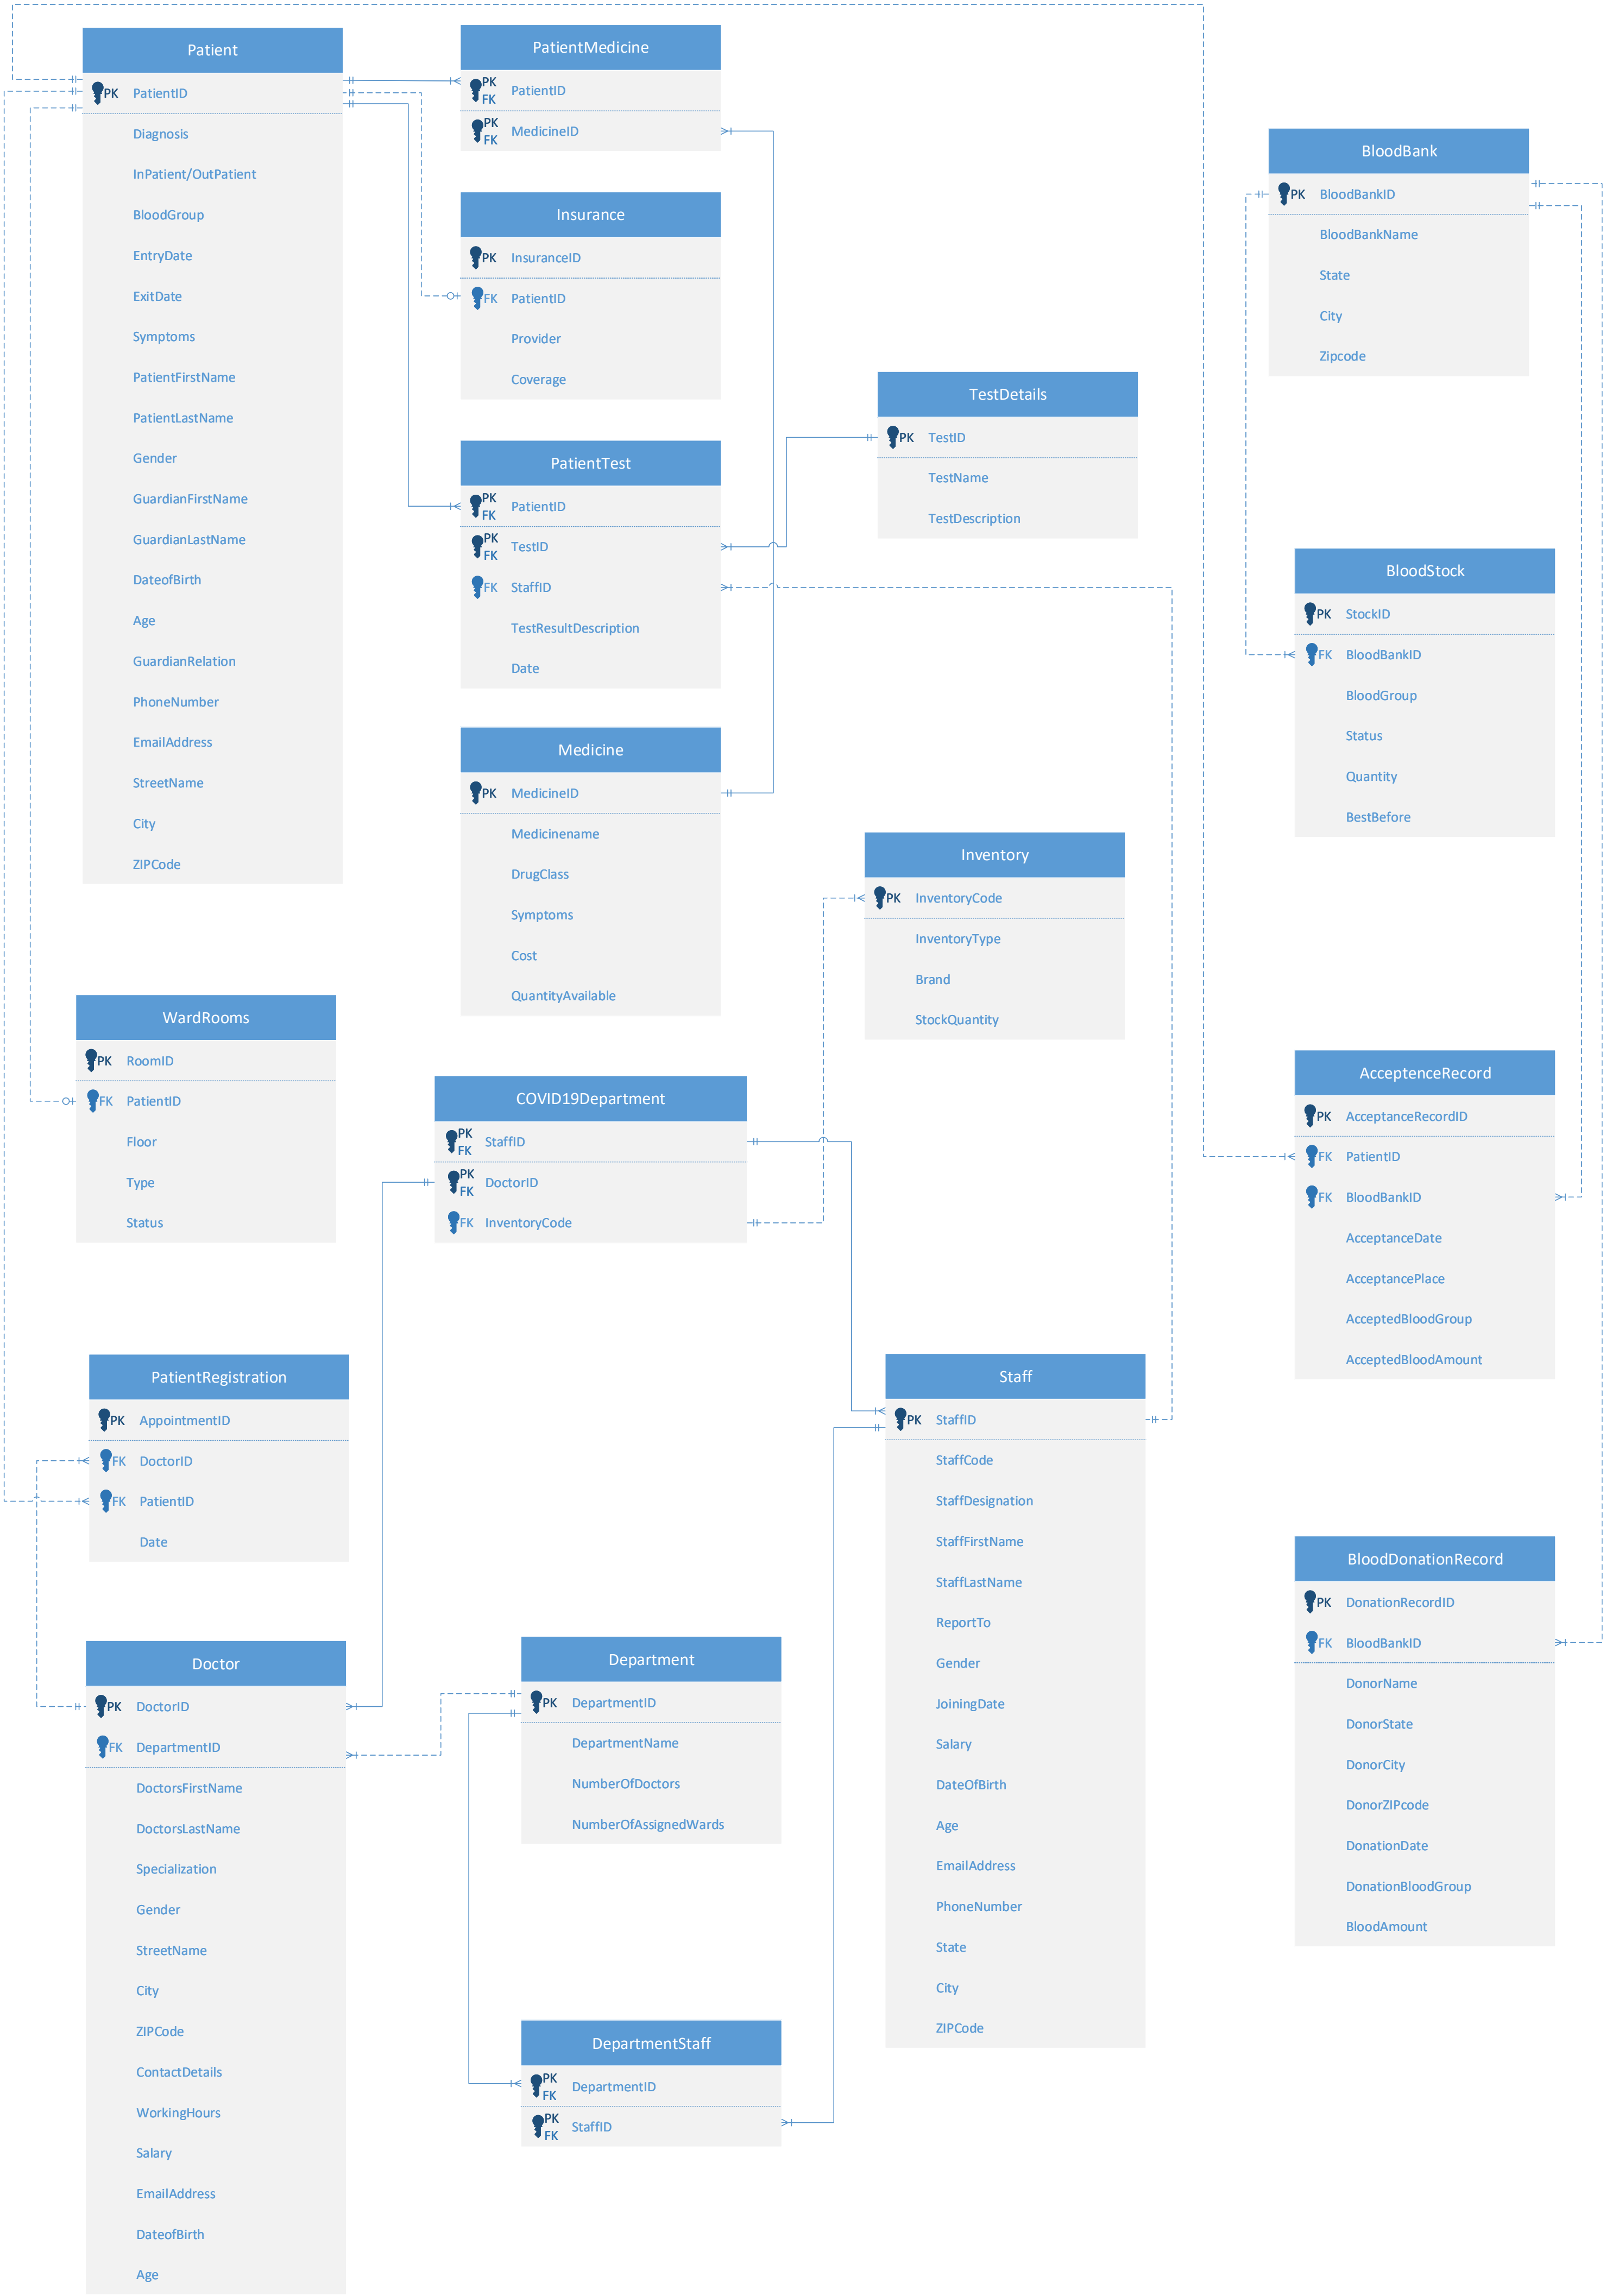 Patient
PK PatientID
Diagnosis
InPatient/OutPatient
BloodGroup
EntryDate
ExitDate
Symptoms
PatientFirstName
PatientLastName
Gender
GuardianFirstName
GuardianLastName
DateofBirth
Age
GuardianRelation
PhoneNumber
EmailAddress
StreetName
City
ZIPCode
PatientMedicine
PK FK PatientID
PK FK MedicineID
Insurance
PK InsuranceID
FK PatientID
Provider
Coverage
PatientTest
PK FK PatientID
PK FK TestID
FK StaffID
TestResultDescription
Date
Medicine
PK MedicineID
Medicinename
DrugClass
Symptoms
Cost
QuantityAvailable
TestDetails
PK TestID
TestName
TestDescription
BloodBank
PK BloodBankID
BloodBankName
State
City
Zipcode
BloodStock
PK StockID
FK BloodBankID
BloodGroup
Status
Quantity
BestBefore
Inventory
PK InventoryCode
InventoryType
Brand
StockQuantity
WardRooms
PK RoomID
FK PatientID
Floor
Type
Status
COVID19Department
PK FK StaffID
PK FK DoctorID
FK InventoryCode
AcceptenceRecord
PK AcceptanceRecordID
FK PatientID
FK BloodBankID
AcceptanceDate
AcceptancePlace
AcceptedBloodGroup
AcceptedBloodAmount
PatientRegistration
PK AppointmentID
FK DoctorID
FK PatientID
Date
Staff
PK StaffID
StaffCode
StaffDesignation
StaffFirstName
StaffLastName
ReportTo
Gender
JoiningDate
Salary
DateOfBirth
Age
EmailAddress
PhoneNumber
State
City
ZIPCode
BloodDonationRecord
PK DonationRecordID
FK BloodBankID
DonorName
DonorState
DonorCity
DonorZIPcode
DonationDate
DonationBloodGroup
BloodAmount
Doctor
PK DoctorID
FK DepartmentID
DoctorsFirstName
DoctorsLastName
Specialization
Gender
StreetName
City
ZIPCode
ContactDetails
WorkingHours
Salary
EmailAddress
DateofBirth
Age
Department
PK DepartmentID
DepartmentName
NumberOfDoctors
NumberOfAssignedWards
DepartmentStaff
PK FK DepartmentID
PK FK StaffID